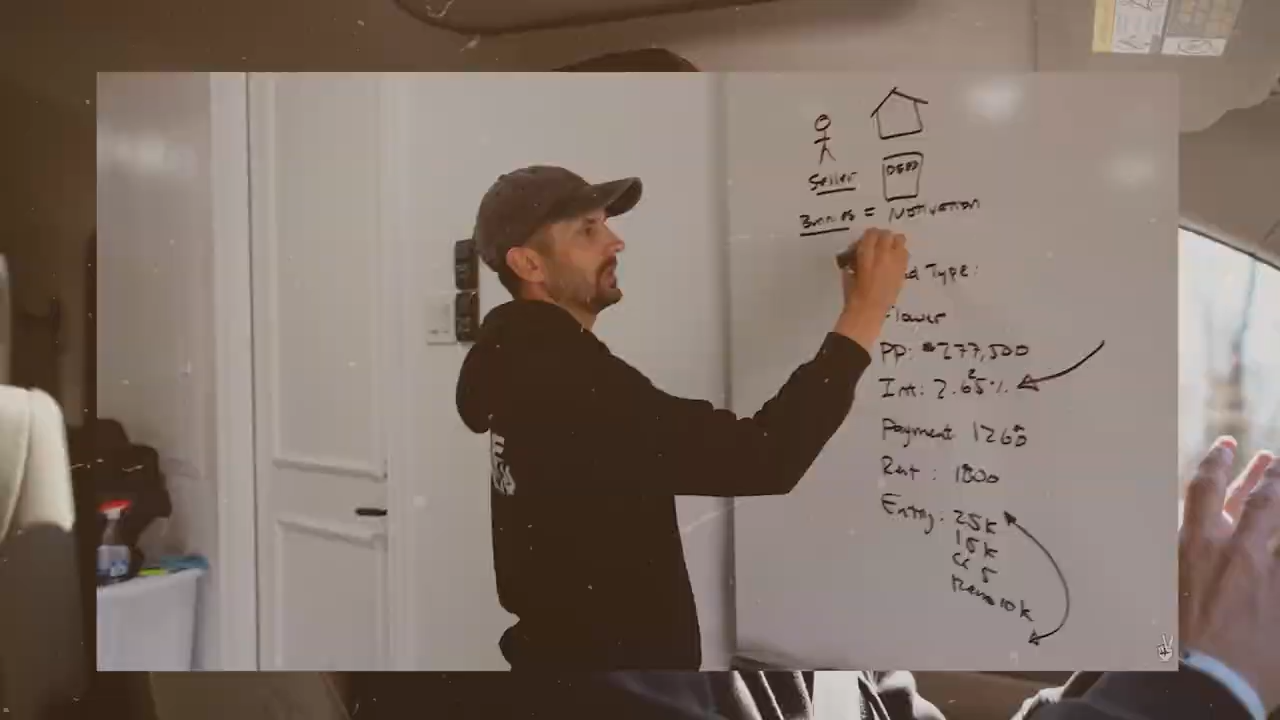 DEED
Seller
= Motivation
Type:
Flower
PP: $277,500
Int: 2.65%
Payment 1260
Rent: 1800
Entry: 25K
15K
CC 5
Reno 10K